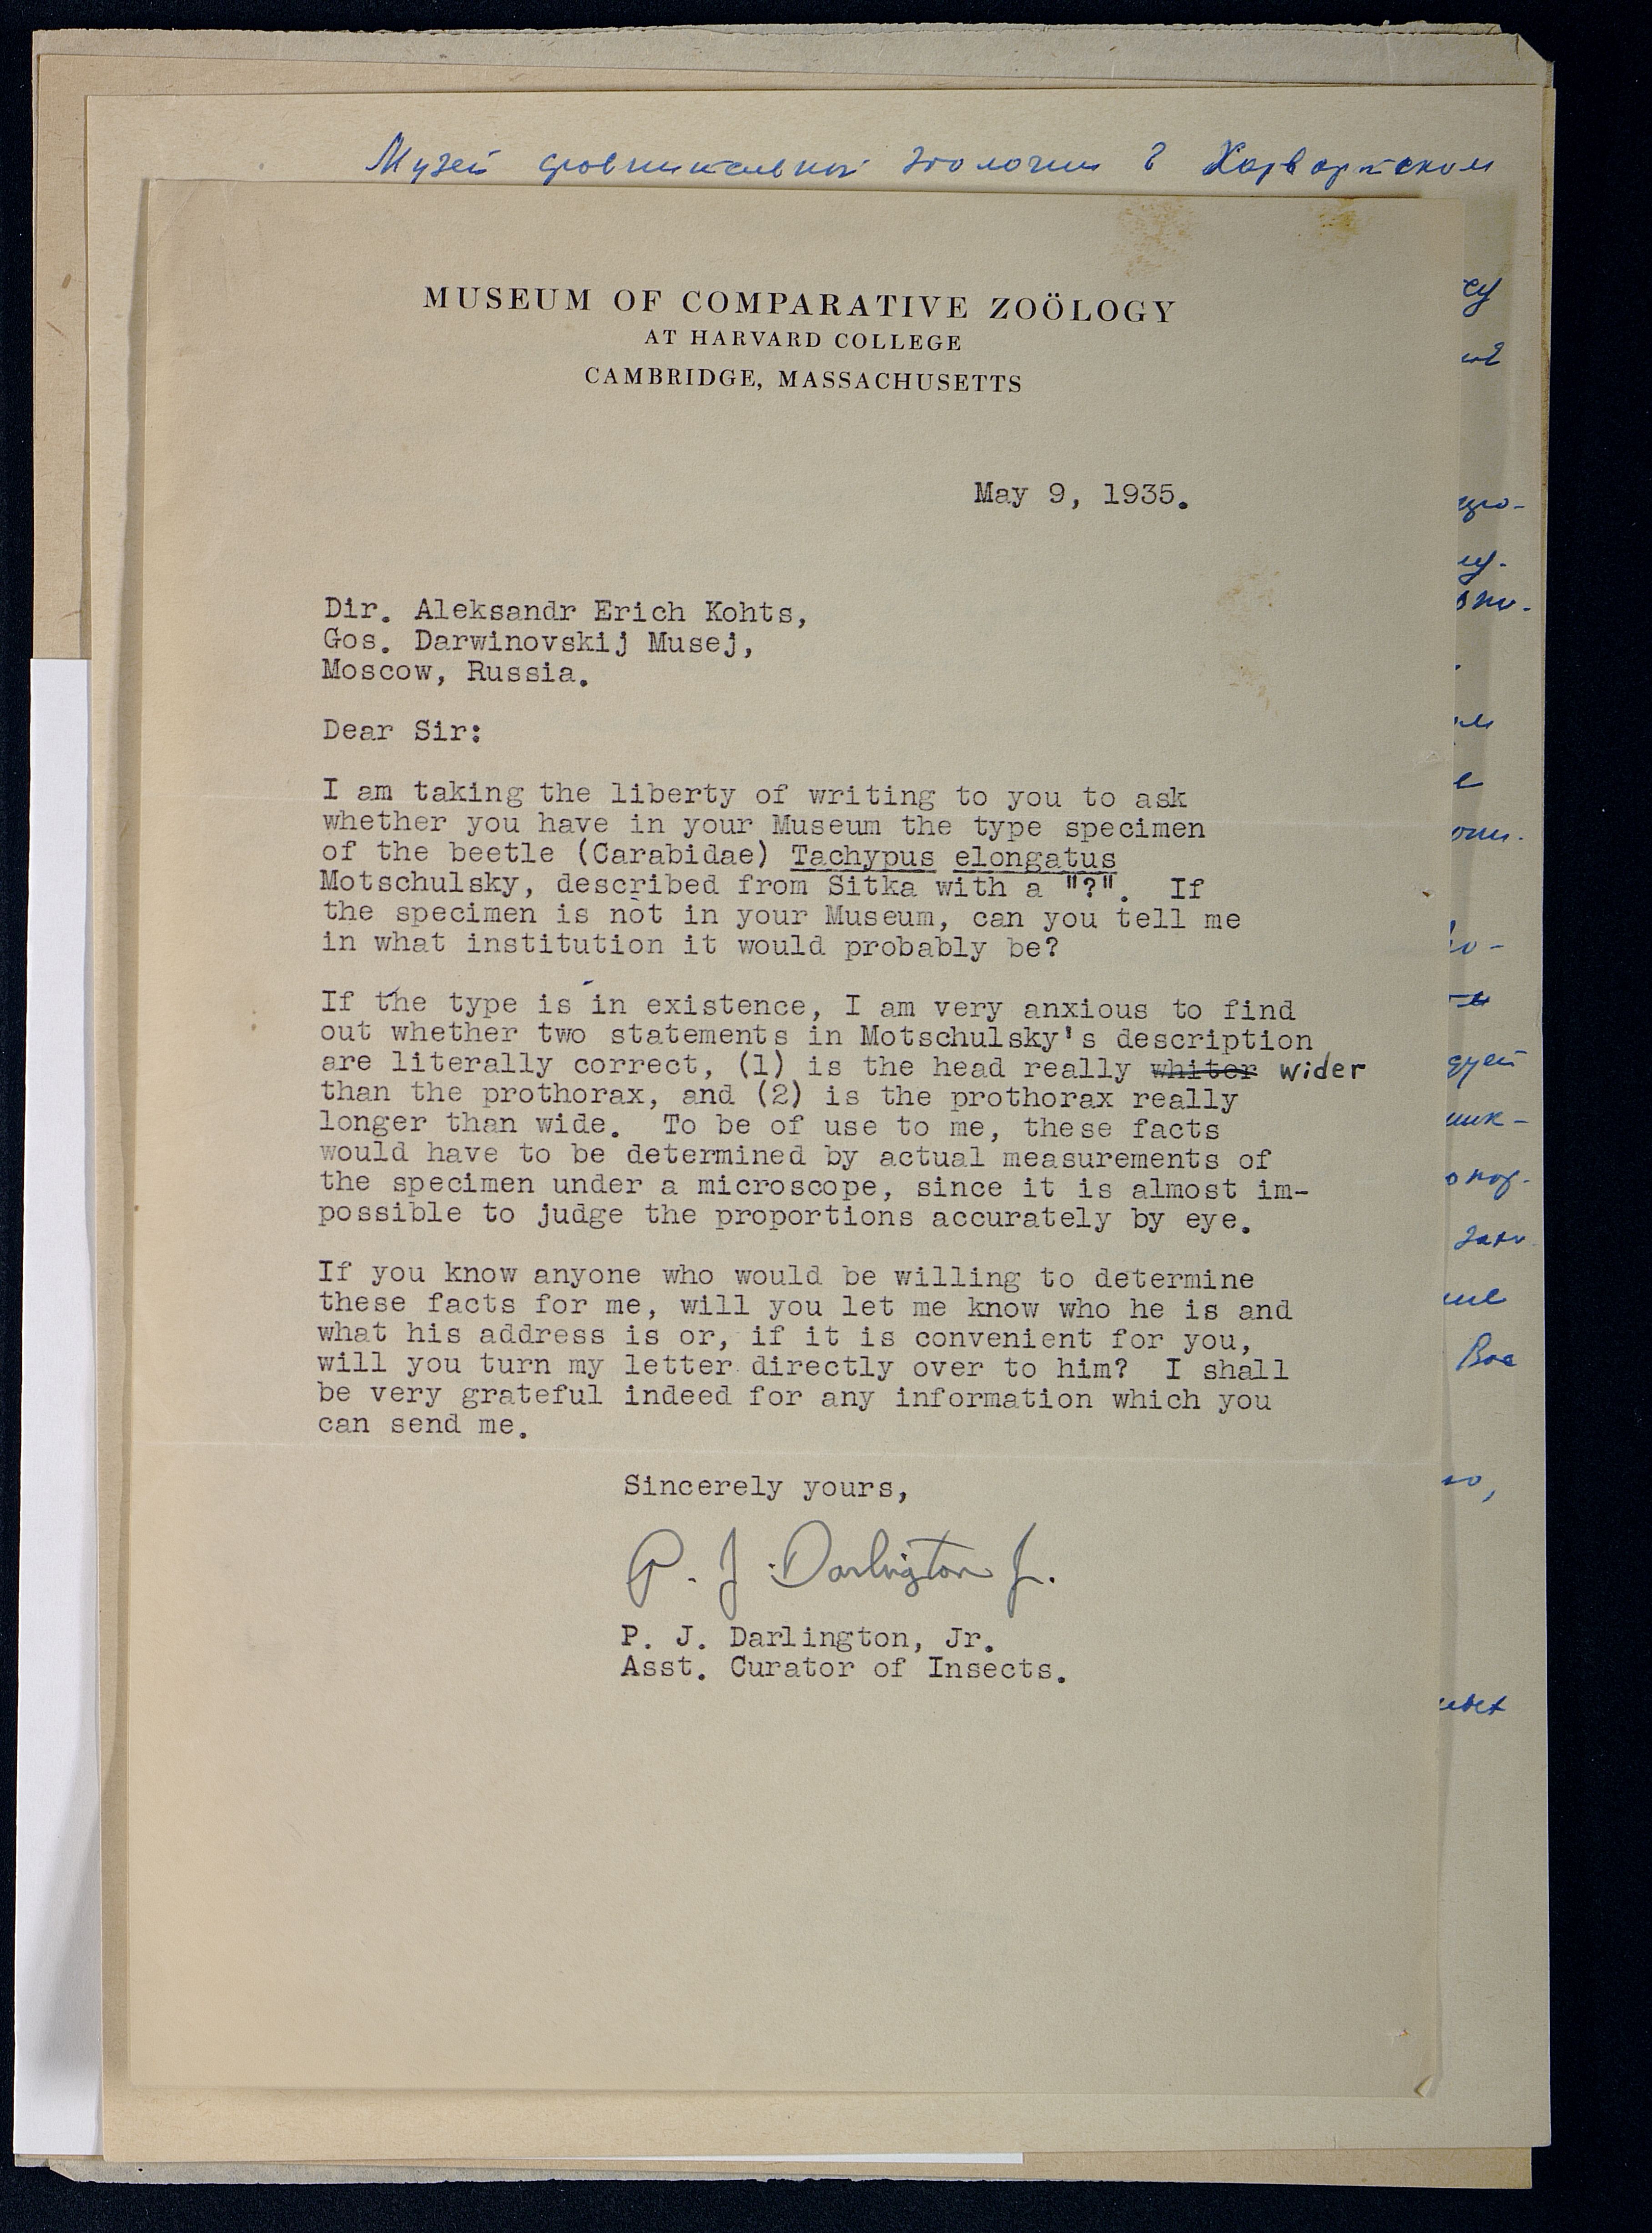 Музей сравнительной зоологии в Харвартском
MUSEUM OF COMPARATIVE ZOÖLOGY
AT HARVARD COLLEGE
CAMBRIDGE, MASSACHUSETTS
May 9, 1935.
Dir. Aleksandr Erich Kohts,
Gos. Darwinovskij Musej,
Moscow, Russia.
Dear Sir:
I am taking the liberty of writing to you to ask
whether you have in your Museum the type specimen
of the beetle (Carabidae) Tachypus elongatus
Motschulsky, described from Sitka with a "?". If
the specimen is not in your Museum, can you tell me
in what institution it would probably be?
If the type is in existence, I am very anxious to find
out whether two statements in Motschulsky's description
are literally correct, (1) is the head really whiter wider
than the prothorax, and (2) is the prothorax really
longer than wide. To be of use to me, these facts
would have to be determined by actual measurements of
the specimen under a microscope, since it is almost im-
possible to judge the proportions accurately by eye.
If you know anyone who would be willing to determine
these facts for me, will you let me know who he is and
what his address is or, if it is convenient for you,
will you turn my letter directly over to him? I shall
be very grateful indeed for any information which you
can send me.
Sincerely yours,
P. J. Darlington Jr.
P. J. Darlington, Jr.
Asst. Curator of Insects.